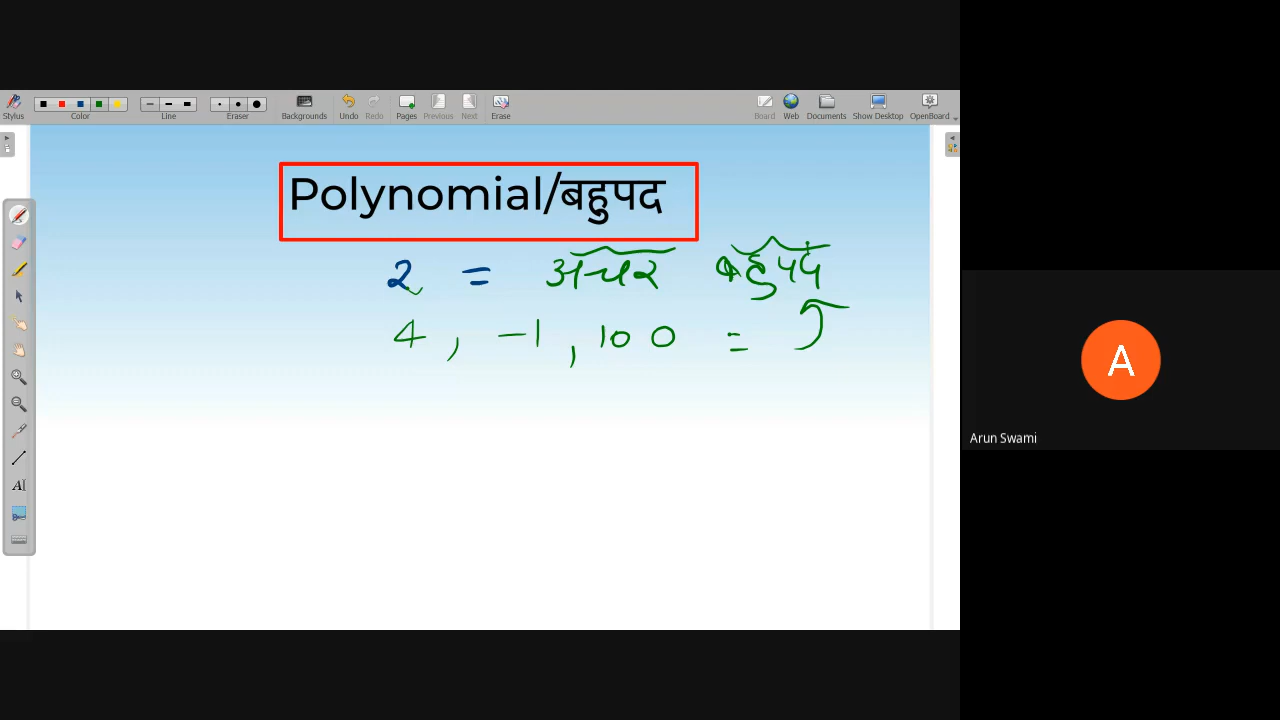 Stylus
Color
Line
Eraser
Backgrounds
Undo
Redo
Pages
Previous
Next
Erase
Board
Web
Documents
Show Desktop
OpenBoard
Polynomial/बहुपद
2 = अचर बहुपद
4 , -1 , 100 =
A
Arun Swami